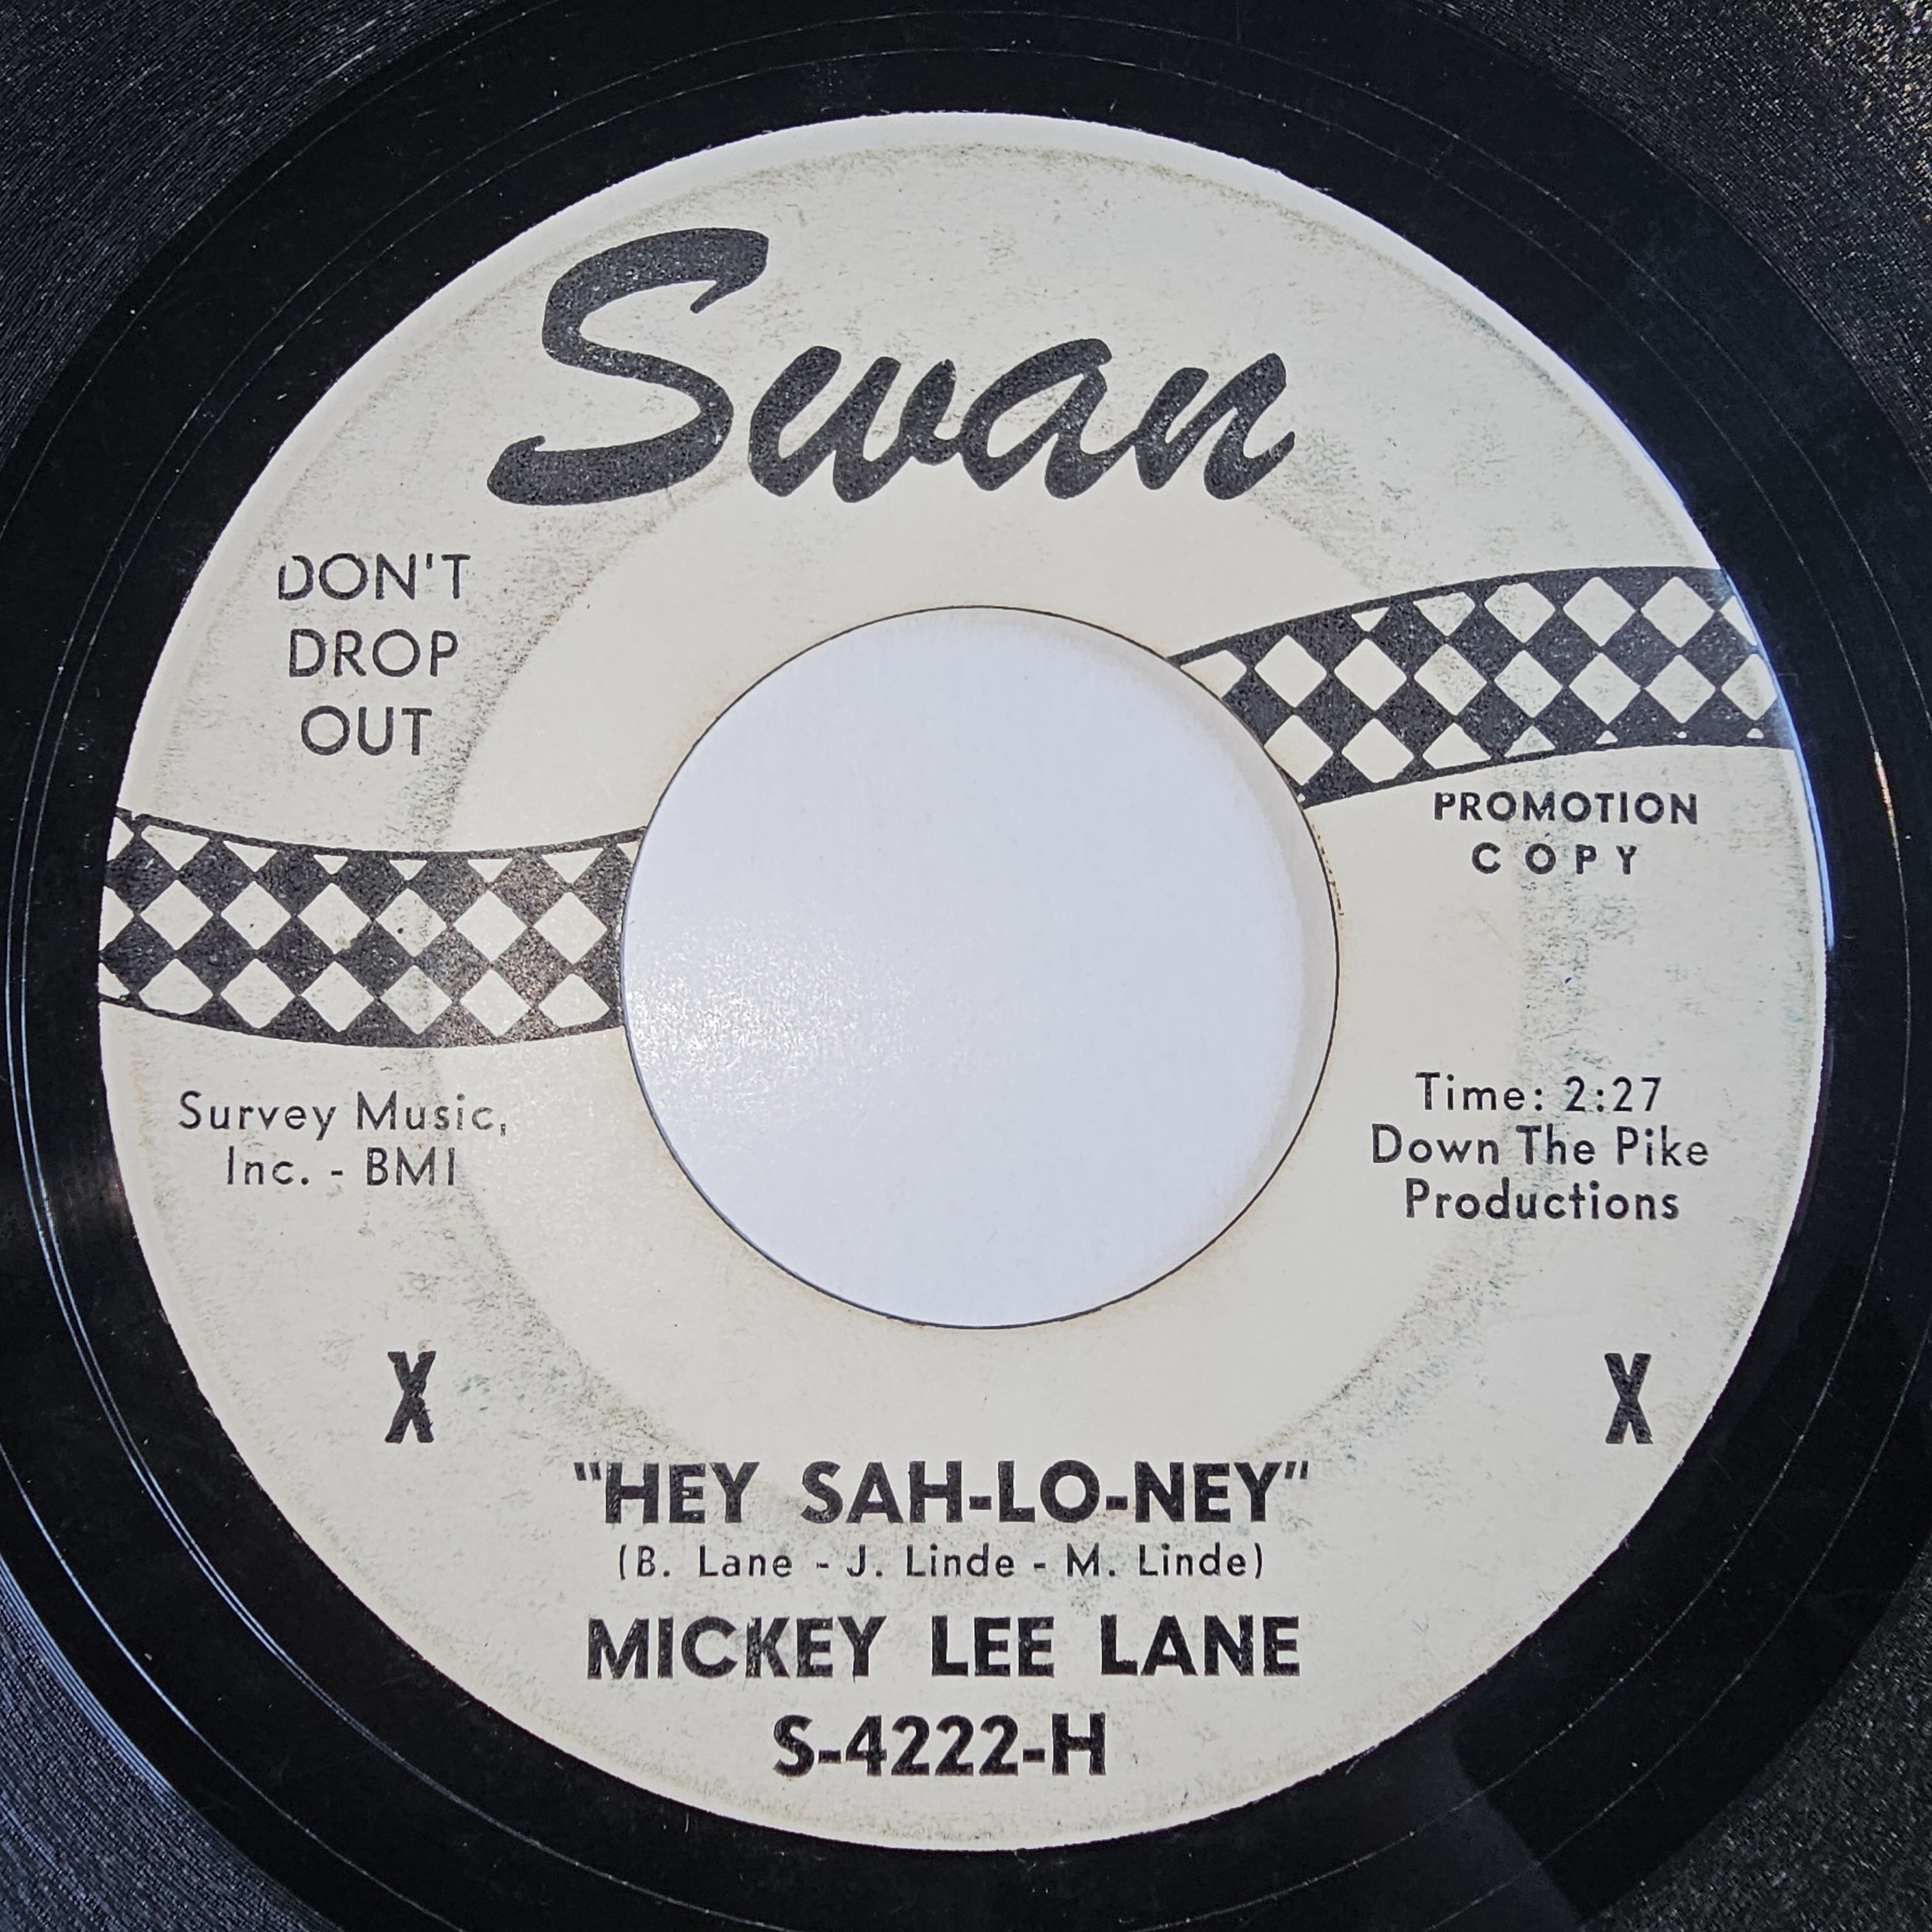 Swan
DON'T
DROP
OUT
PROMOTION
COPY
Survey Music,
Inc. - BMI
Time: 2:27
Down The Pike
Productions
X X
"HEY SAH-LO-NEY"
(B. Lane - J. Linde - M. Linde)
MICKEY LEE LANE
S-4222-H